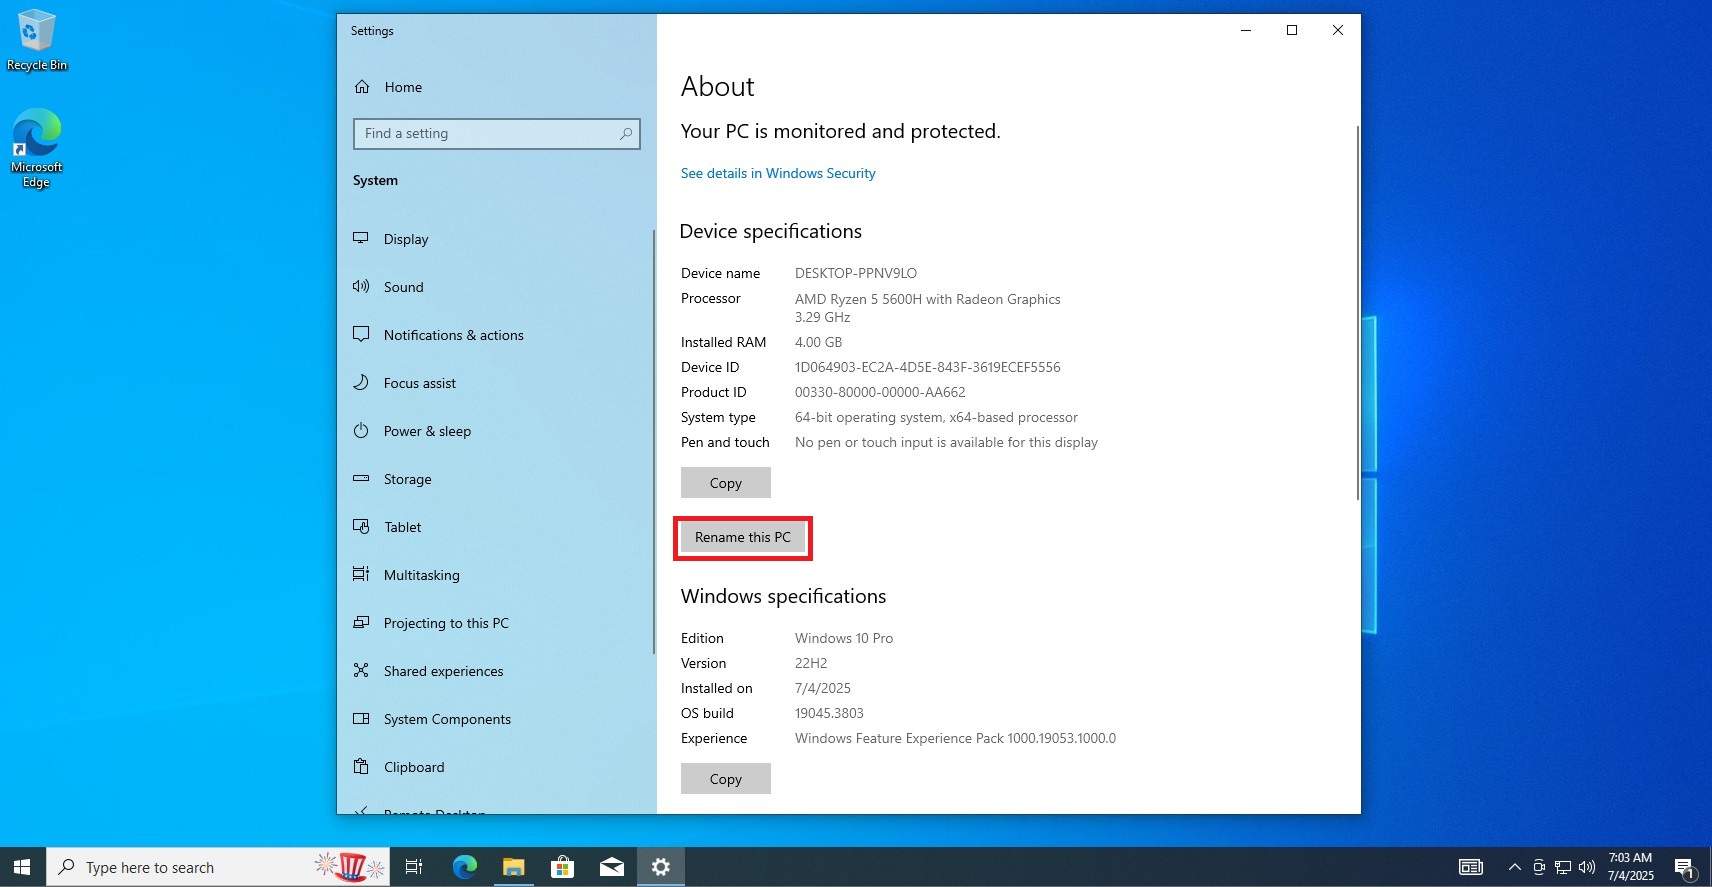 Recycle Bin
Microsoft
Edge
Settings
Home
Find a setting
System
Display
Sound
Notifications & actions
Focus assist
Power & sleep
Storage
Tablet
Multitasking
Projecting to this PC
Shared experiences
System Components
Clipboard
Remote Desktop
About
Your PC is monitored and protected.
See details in Windows Security
Device specifications
Device name DESKTOP-PPNV9LO
Processor AMD Ryzen 5 5600H with Radeon Graphics
3.29 GHz
Installed RAM 4.00 GB
Device ID 1D064903-EC2A-4D5E-843F-3619ECEF5556
Product ID 00330-80000-00000-AA662
System type 64-bit operating system, x64-based processor
Pen and touch No pen or touch input is available for this display
Copy
Rename this PC
Windows specifications
Edition Windows 10 Pro
Version 22H2
Installed on 7/4/2025
OS build 19045.3803
Experience Windows Feature Experience Pack 1000.19053.1000.0
Copy
Type here to search
7:03 AM
7/4/2025
1